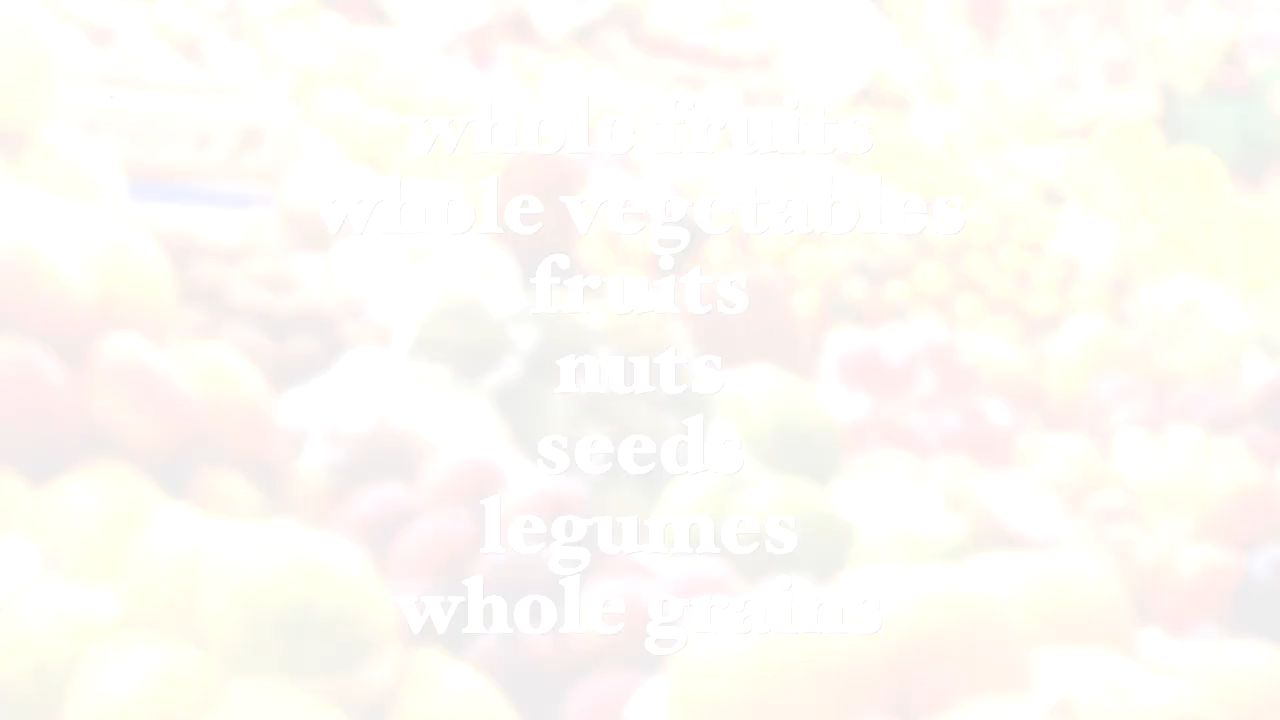 whole fruits
whole vegetables
fruits
nuts
seeds
legumes
whole grains